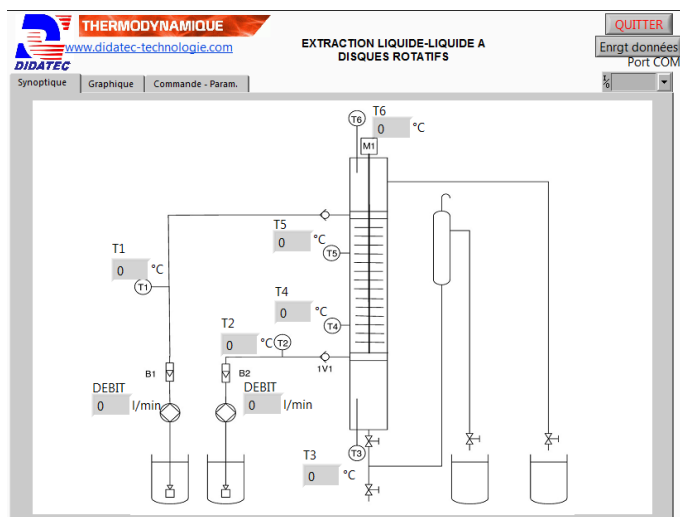 THERMODYNAMIQUE
www.didatec-technologie.com
DIDATEC
EXTRACTION LIQUIDE-LIQUIDE A
DISQUES ROTATIFS
QUITTER
Enrgt données
Port COM
I/0
Synoptique
Graphique
Commande - Param.
T6
T6
0 °C
M1
T5
0 °C
T5
T1
0 °C
T1
T4
0 °C
T4
T2
0 °C
T2
1V1
B1
B2
DEBIT
0 l/min
DEBIT
0 l/min
T3
0 °C
T3